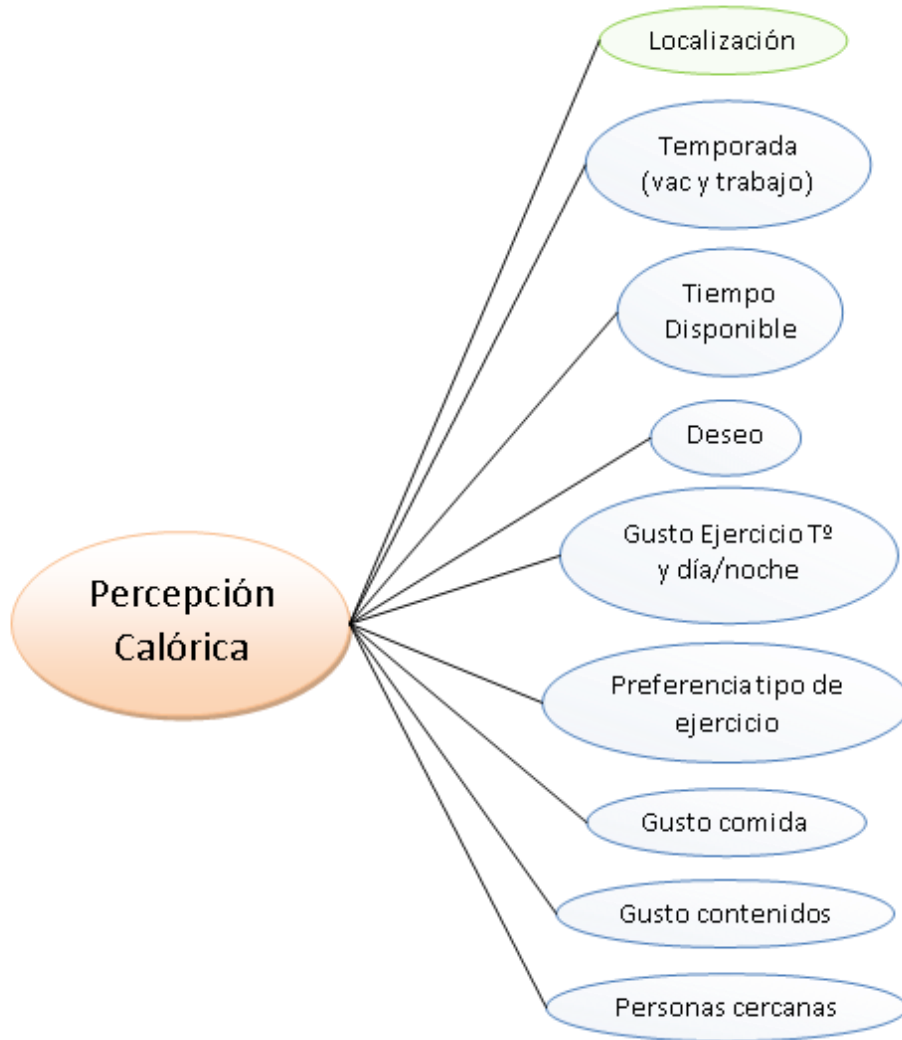 Localización
Temporada
(vac y trabajo)
Tiempo
Disponible
Deseo
Gusto Ejercicio Tº
y día/noche
Percepción
Calórica
Preferencia tipo de
ejercicio
Gusto comida
Gusto contenidos
Personas cercanas